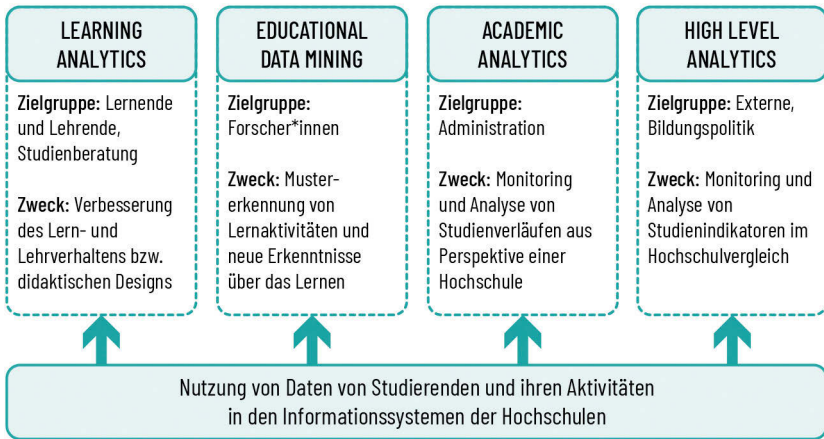 LEARNING
ANALYTICS
Zielgruppe: Lernende
und Lehrende,
Studienberatung
Zweck: Verbesserung
des Lern- und
Lehrverhaltens bzw.
didaktischen Designs
EDUCATIONAL
DATA MINING
Zielgruppe:
Forscher*innen
Zweck: Muster-
erkennung von
Lernaktivitäten und
neue Erkenntnisse
über das Lernen
ACADEMIC
ANALYTICS
Zielgruppe:
Administration
Zweck: Monitoring
und Analyse von
Studienverläufen aus
Perspektive einer
Hochschule
HIGH LEVEL
ANALYTICS
Zielgruppe: Externe,
Bildungspolitik
Zweck: Monitoring und
Analyse von
Studienindikatoren im
Hochschulvergleich
Nutzung von Daten von Studierenden und ihren Aktivitäten
in den Informationssystemen der Hochschulen